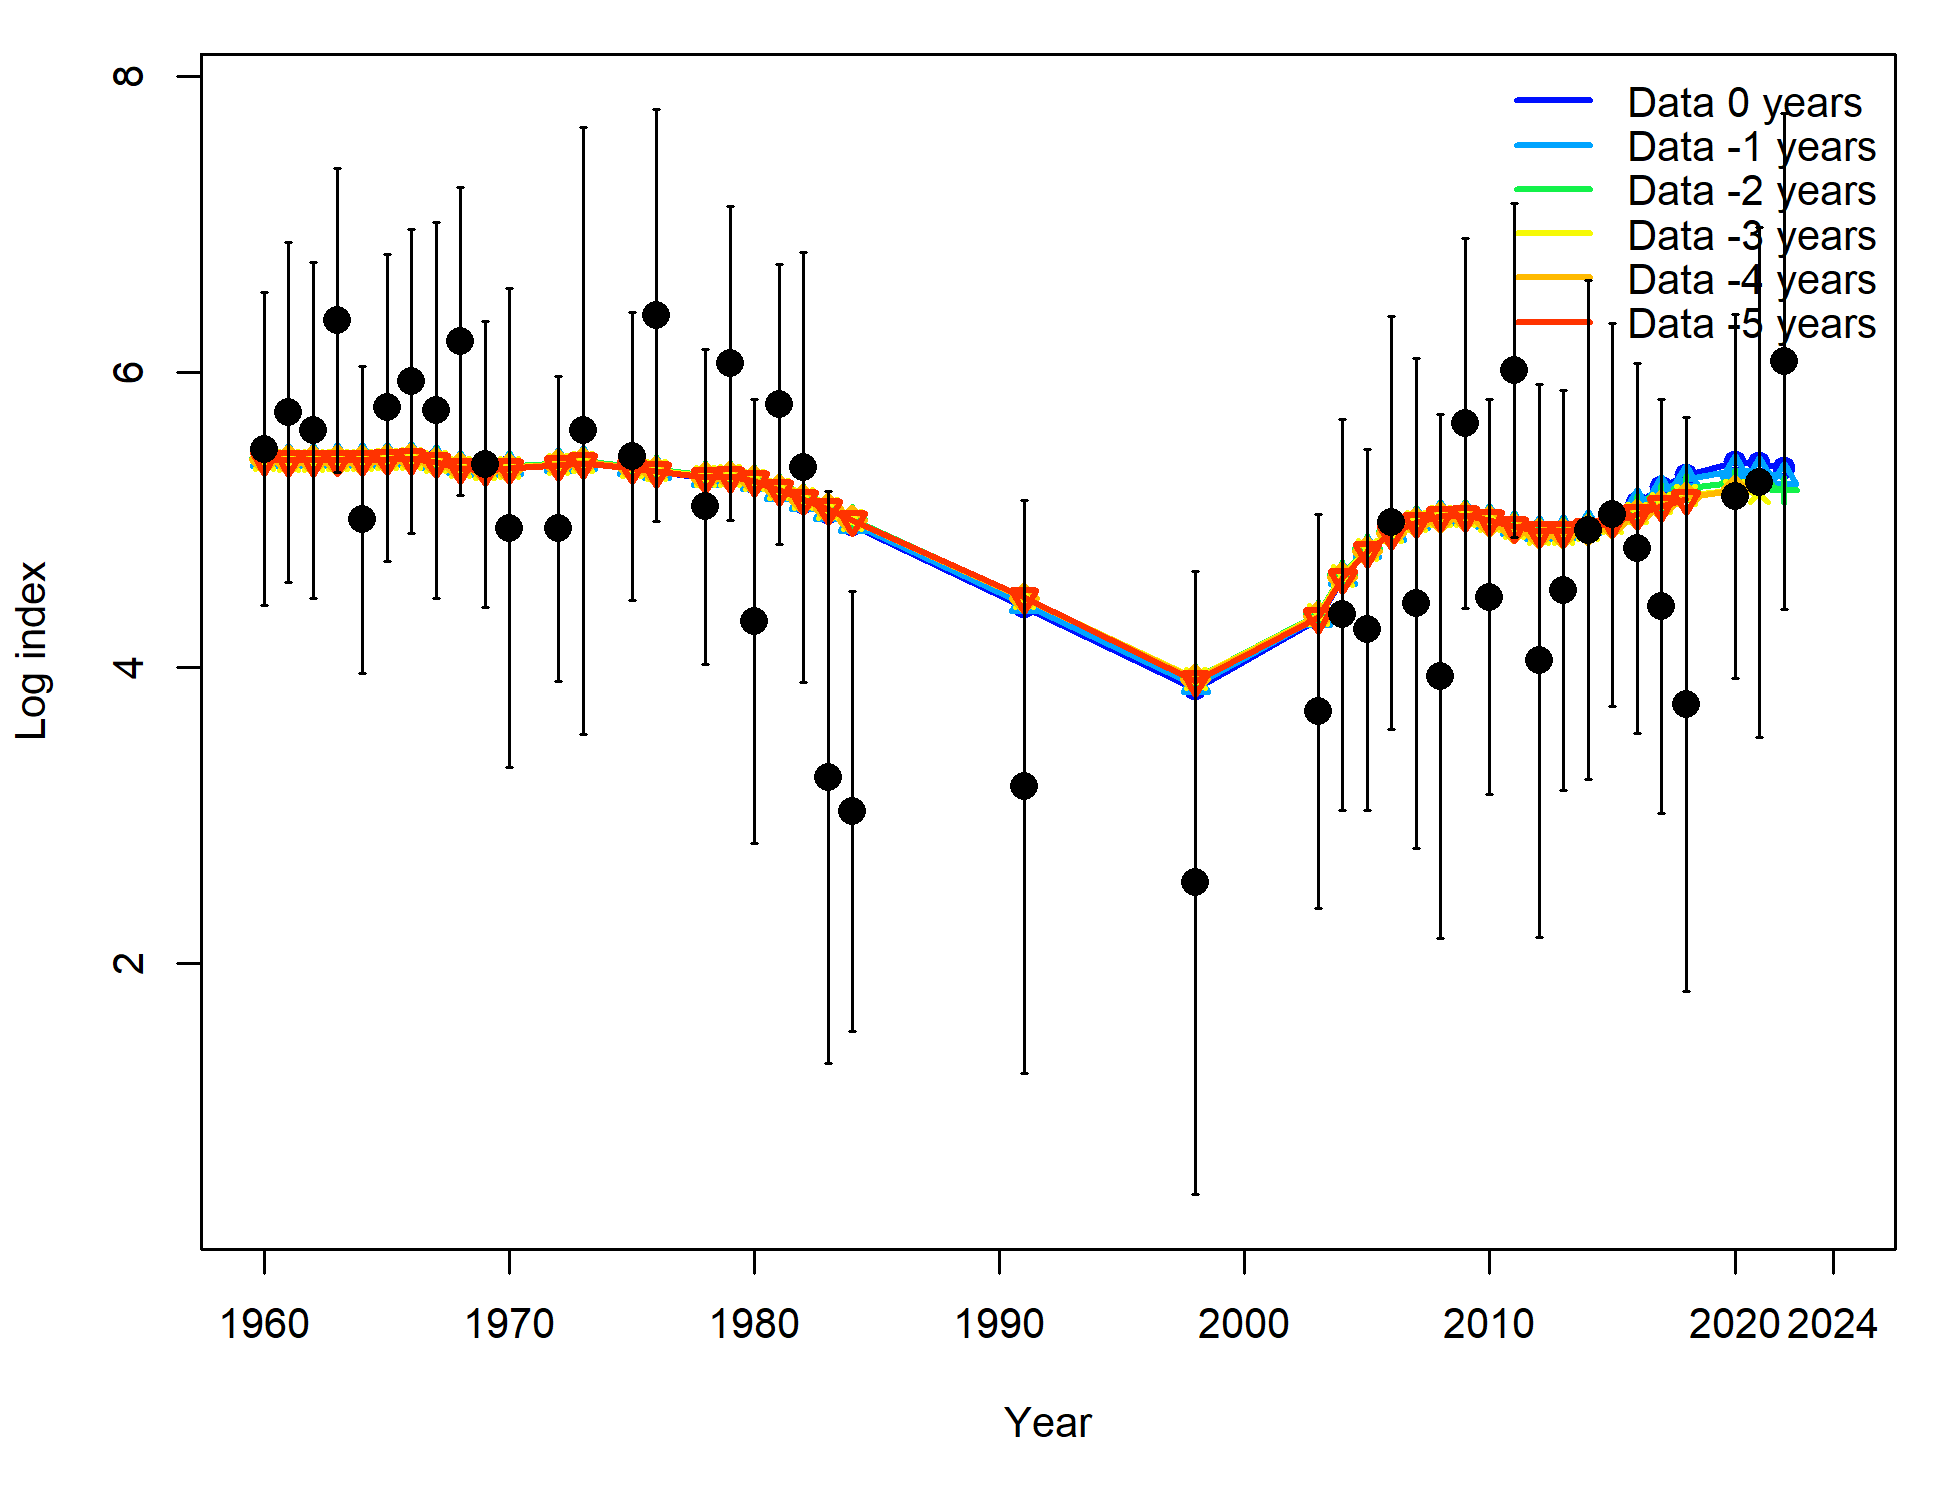 8
6
4
2
Log index
Data 0 years
Data -1 years
Data -2 years
Data -3 years
Data -4 years
Data -5 years
1960 1970 1980 1990 2000 2010 2020 2024
Year